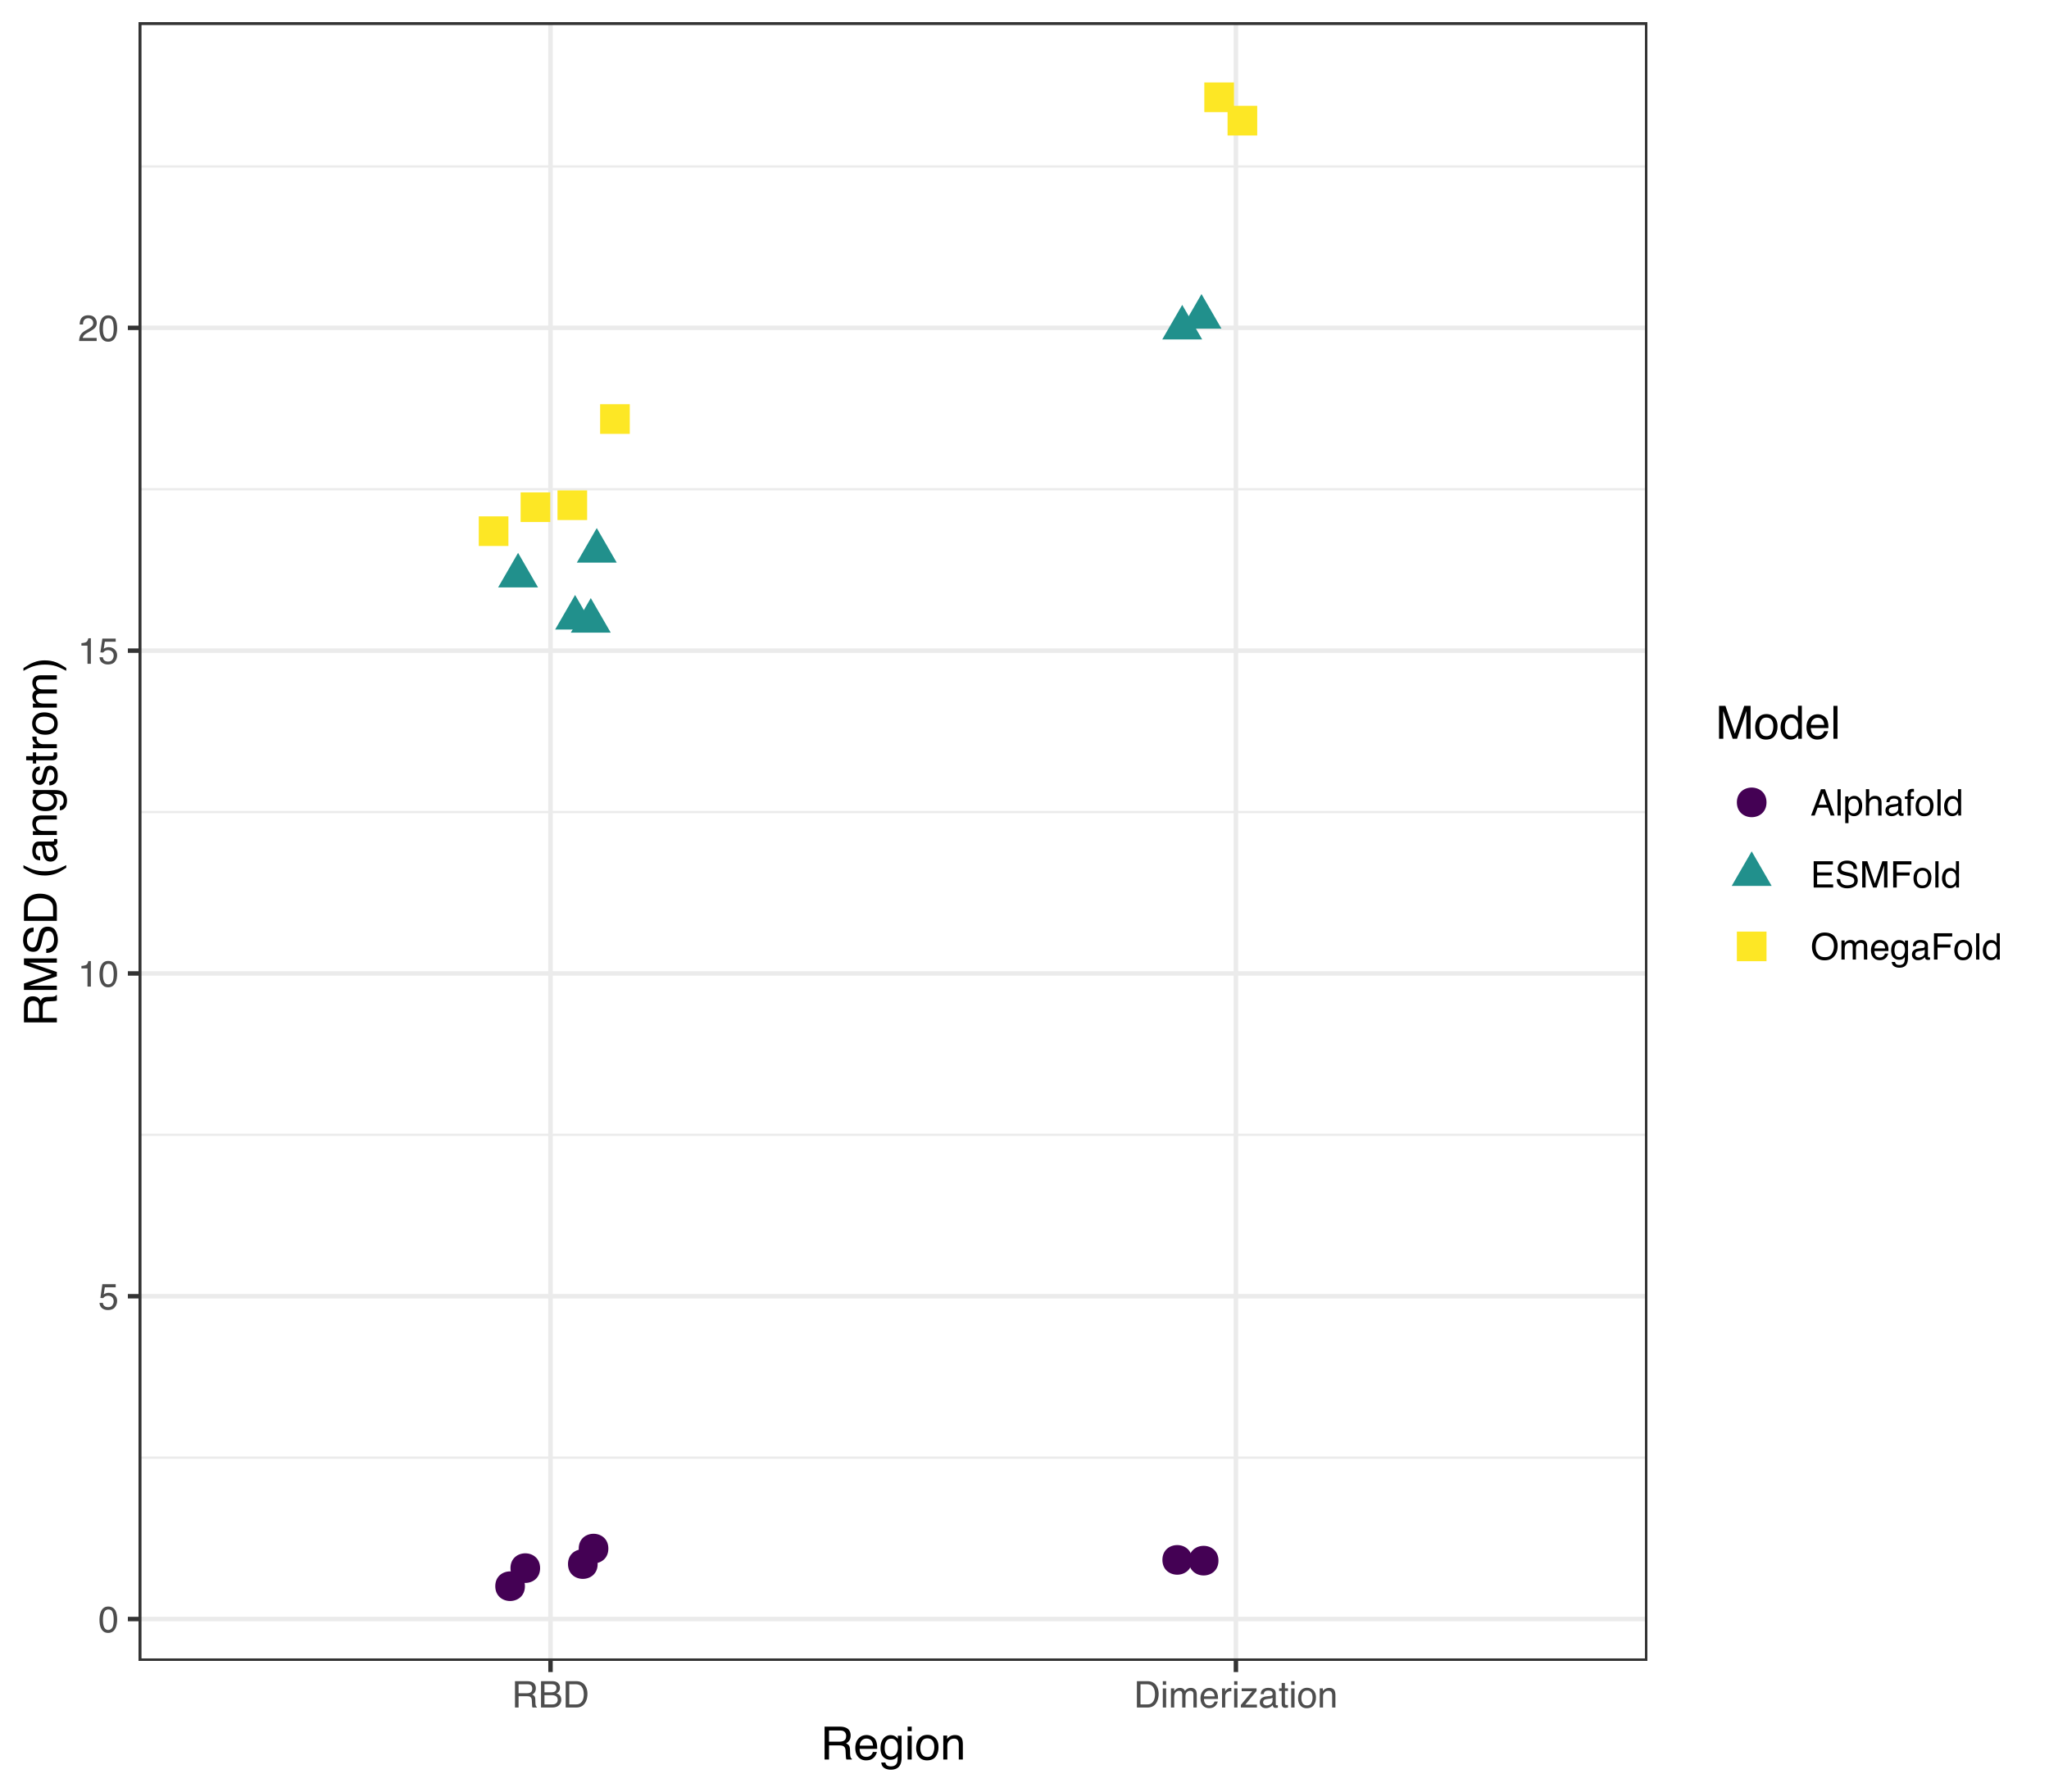 RMSD (angstrom)
20
15
10
5
0
RBD
Dimerization
Region
Model
Alphafold
ESMFold
OmegaFold